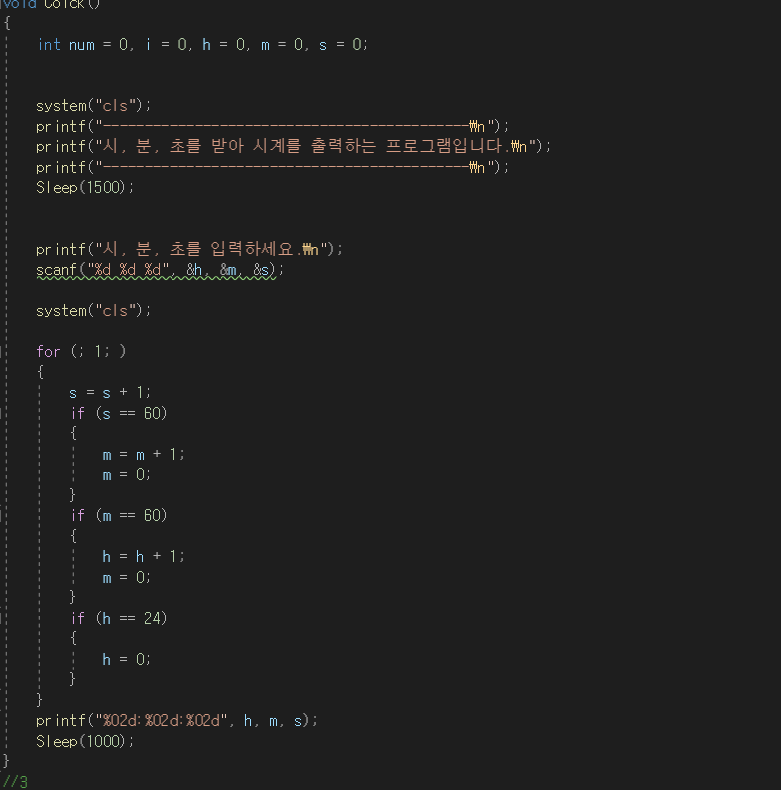 void Colck()
{
int num = 0, i = 0, h = 0, m = 0, s = 0;
system("cls");
printf("--------------------------------------------₩n");
printf("시, 분, 초를 받아 시계를 출력하는 프로그램입니다.₩n");
printf("--------------------------------------------₩n");
Sleep(1500);
printf("시, 분, 초를 입력하세요.₩n");
scanf("%d %d %d", &h, &m, &s);
system("cls");
for (; 1; )
{
s = s + 1;
if (s == 60)
{
m = m + 1;
m = 0;
}
if (m == 60)
{
h = h + 1;
m = 0;
}
if (h == 24)
{
h = 0;
}
}
printf("%02d:%02d:%02d", h, m, s);
Sleep(1000);
}
//3